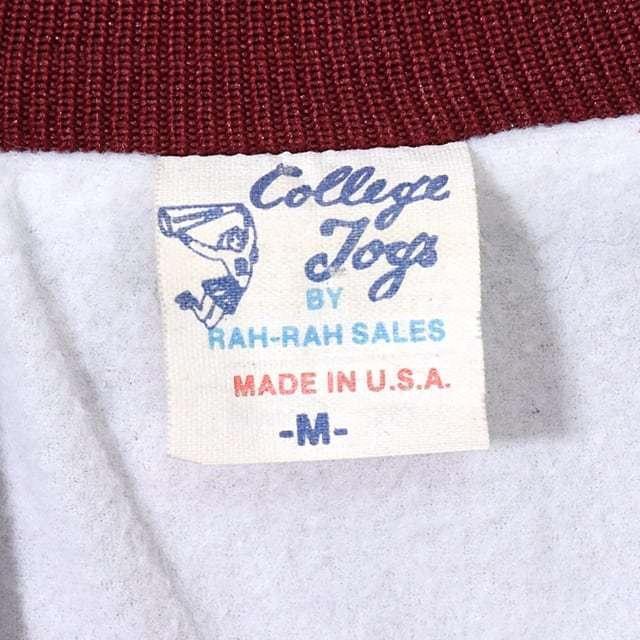 College
Togs
BY
RAH-RAH SALES
MADE IN U.S.A.
-M-